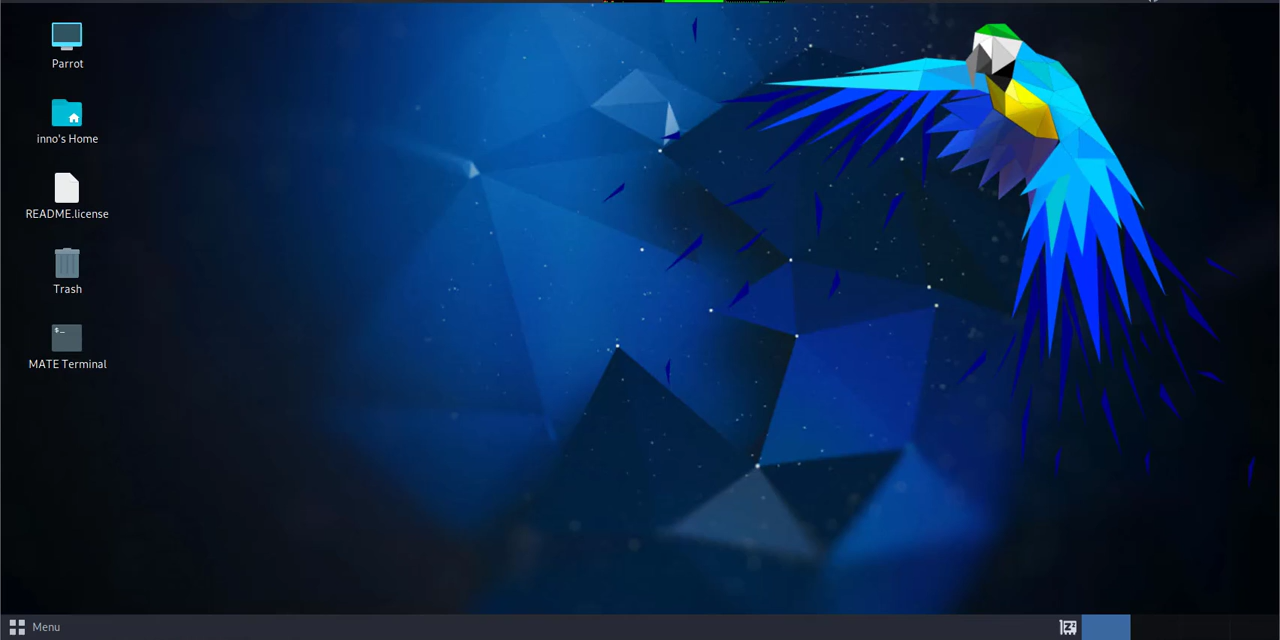 Parrot
inno's Home
README.license
Trash
$_
MATE Terminal
Menu